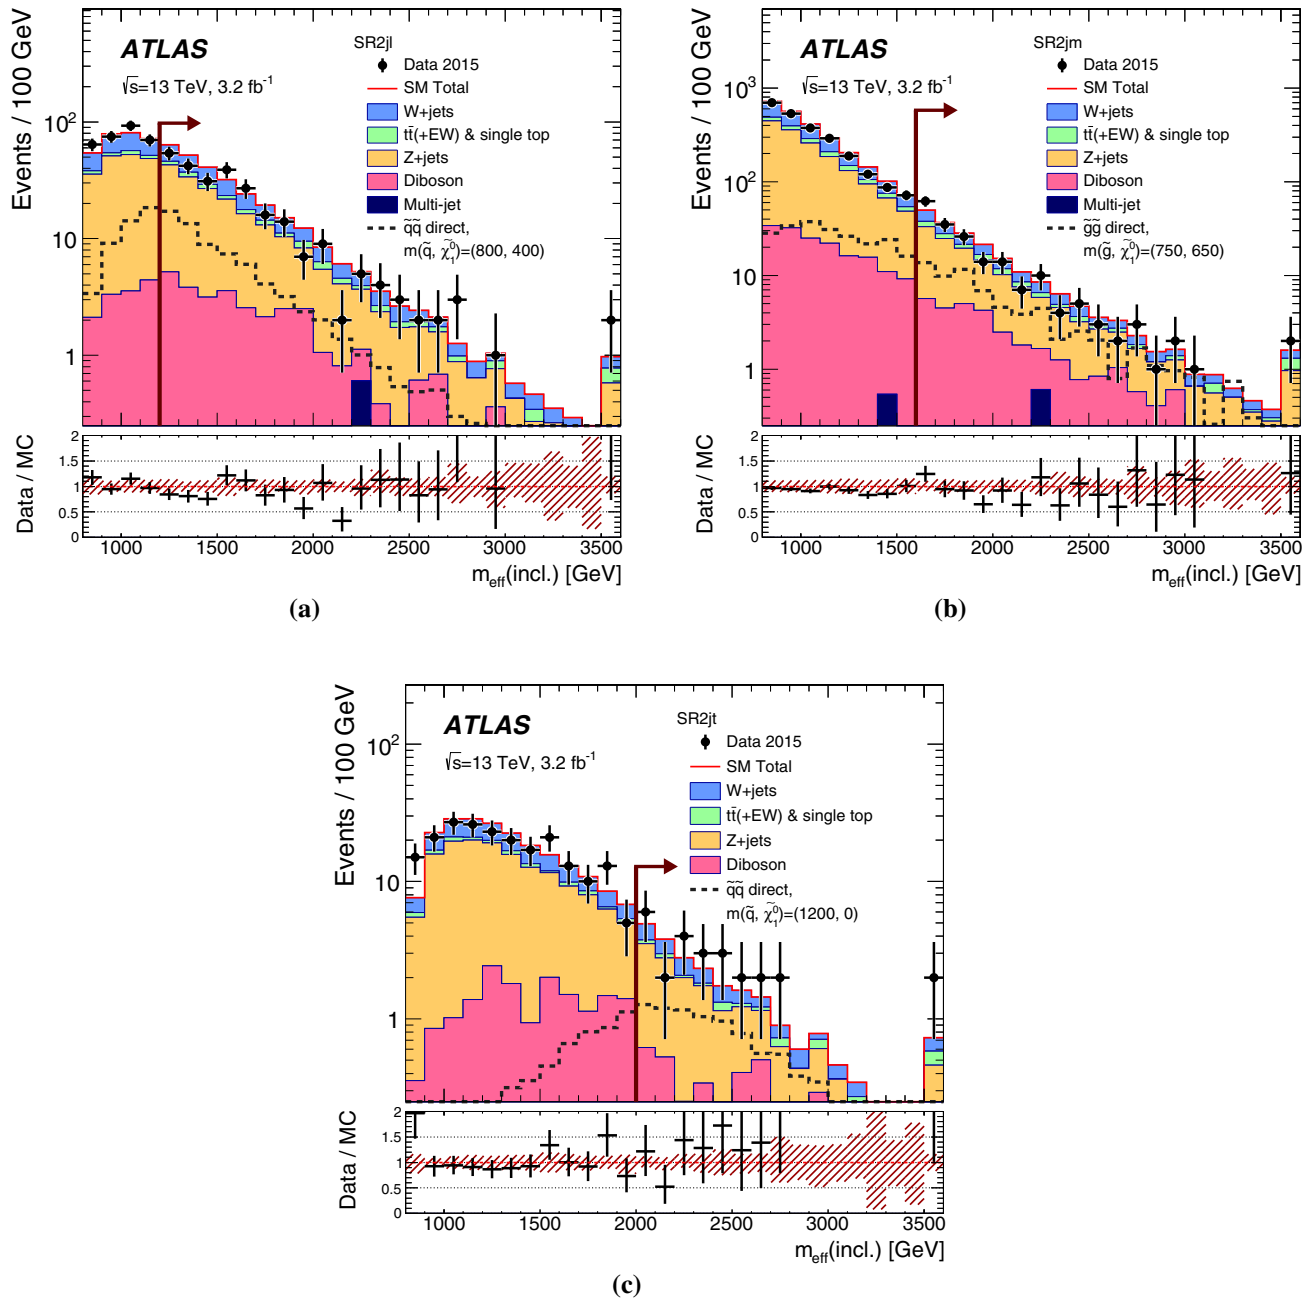 Events / 100 GeV
ATLAS
√s=13 TeV, 3.2 fb⁻¹
SR2jl
Data 2015
SM Total
W+jets
tt̄(+EW) & single top
Z+jets
Diboson
Multi-jet
q̃q̃ direct,
m(q̃, χ̃₁⁰)=(800, 400)
10²
10
1
Data / MC
2
1.5
1
0.5
0
1000 1500 2000 2500 3000 3500
m_eff(incl.) [GeV]
(a)
Events / 100 GeV
ATLAS
√s=13 TeV, 3.2 fb⁻¹
SR2jm
Data 2015
SM Total
W+jets
tt̄(+EW) & single top
Z+jets
Diboson
Multi-jet
g̃g̃ direct,
m(g̃, χ̃₁⁰)=(750, 650)
10³
10²
10
1
Data / MC
2
1.5
1
0.5
0
1000 1500 2000 2500 3000 3500
m_eff(incl.) [GeV]
(b)
Events / 100 GeV
ATLAS
√s=13 TeV, 3.2 fb⁻¹
SR2jt
Data 2015
SM Total
W+jets
tt̄(+EW) & single top
Z+jets
Diboson
q̃q̃ direct,
m(q̃, χ̃₁⁰)=(1200, 0)
10²
10
1
Data / MC
2
1.5
1
0.5
0
1000 1500 2000 2500 3000 3500
m_eff(incl.) [GeV]
(c)